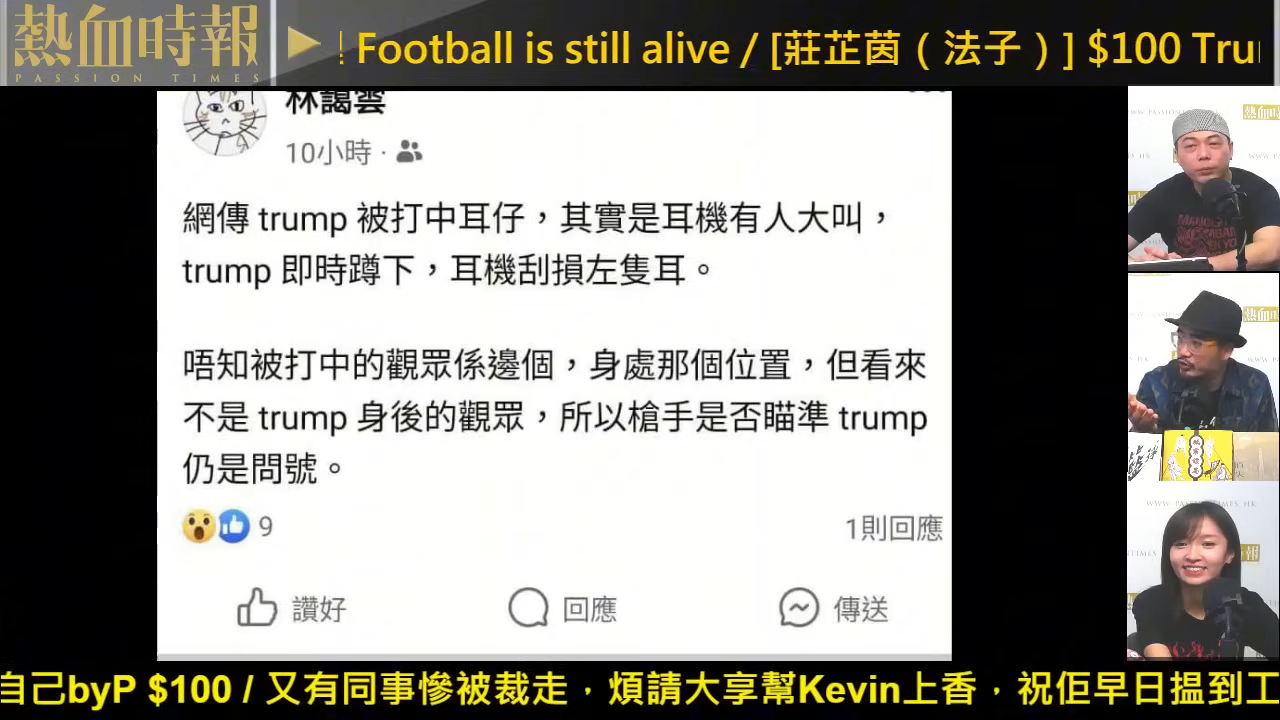 熱血時報
PASSION TIMES
Football is still alive / [莊芷茵（法子）] $100 Tru
林謁雲
10小時 ·
網傳 trump 被打中耳仔，其實是耳機有人大叫，
trump 即時蹲下，耳機刮損左隻耳。
唔知被打中的觀眾係邊個，身處那個位置，但看來
不是 trump 身後的觀眾，所以槍手是否瞄準 trump
仍是問號。
9
1則回應
讚好
回應
傳送
自己byP $100 / 又有同事慘被裁走，煩請大享幫Kevin上香，祝佢早日搵到工